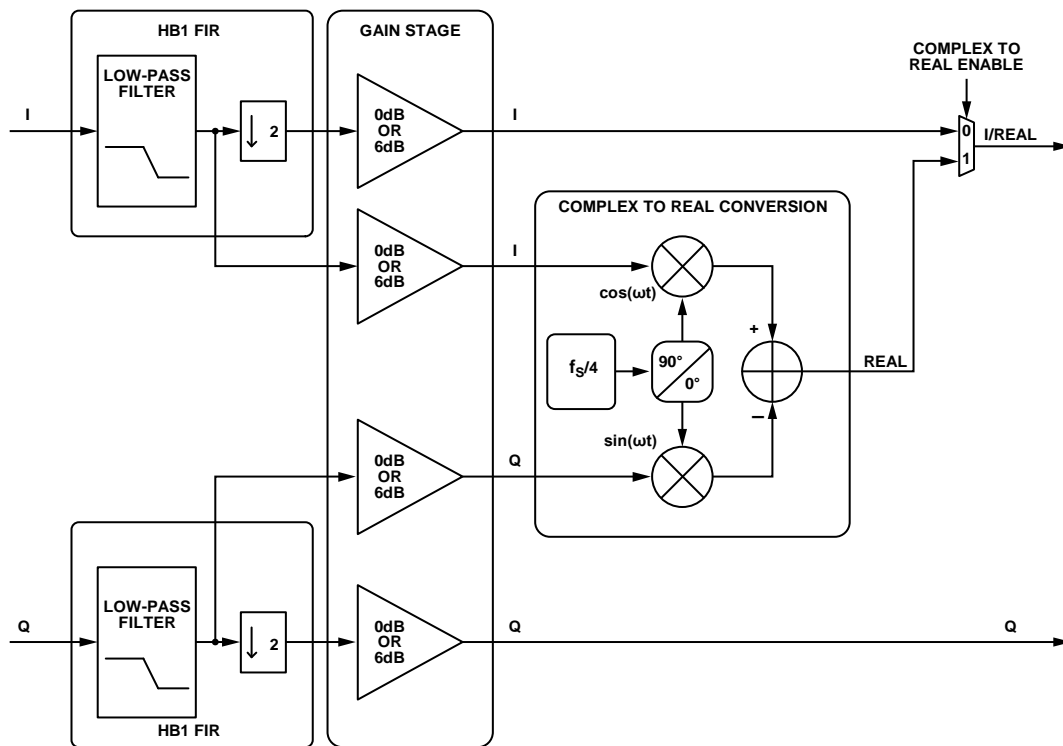 HB1 FIR
GAIN STAGE
COMPLEX TO
REAL ENABLE
LOW-PASS
FILTER
I
2
0dB
OR
6dB
I
0
1
I/REAL
0dB
OR
6dB
I
COMPLEX TO REAL CONVERSION
cos(ωt)
+
fS/4
90°
0°
REAL
–
sin(ωt)
0dB
OR
6dB
Q
LOW-PASS
FILTER
Q
2
0dB
OR
6dB
Q
Q
HB1 FIR